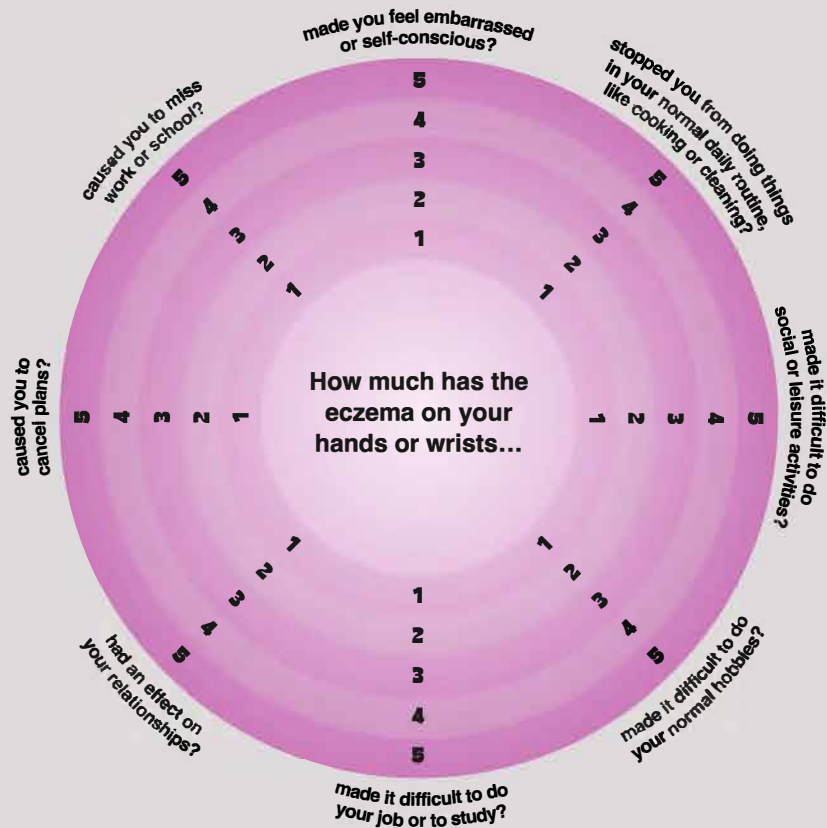 made you feel embarrassed
or self-conscious?
5
4
3
2
1
stopped you from doing things
in your normal daily routine,
like cooking or cleaning?
5
4
3
2
1
made it difficult to do
social or leisure activities?
1 2 3 4 5
made it difficult to do
your normal hobbies?
1
2
3
4
5
made it difficult to do
your job or to study?
1
2
3
4
5
had an effect on
your relationships?
1
2
3
4
5
caused you to
cancel plans?
5 4 3 2 1
caused you to miss
work or school?
5
4
3
2
1
How much has the
eczema on your
hands or wrists...